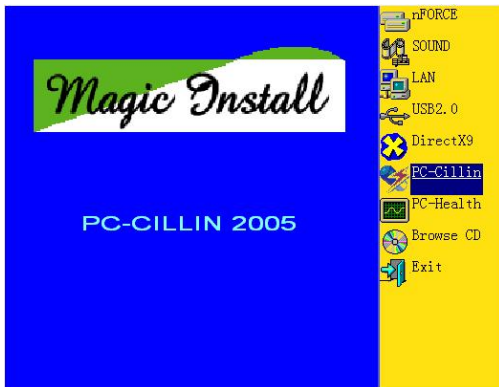 Magic Install
PC-CILLIN 2005
nFORCE
SOUND
LAN
USB2.0
DirectX9
PC-Cillin
PC-Health
Browse CD
Exit